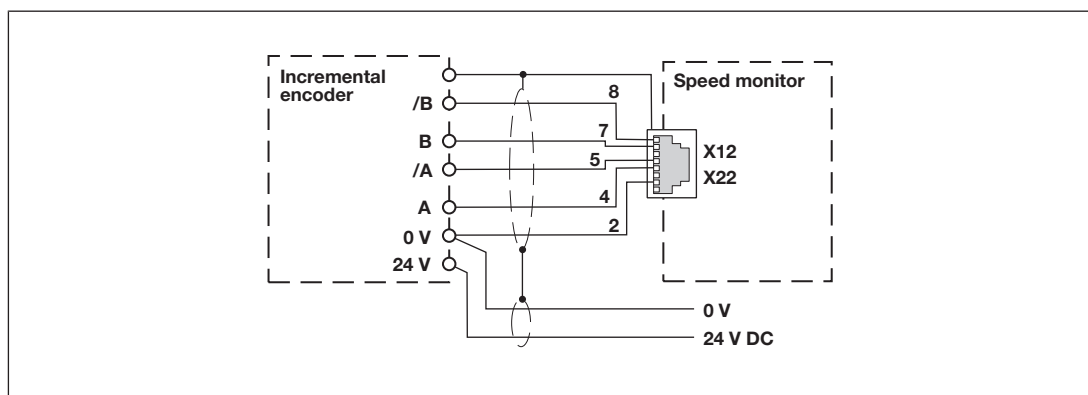 Incremental
encoder
Speed monitor
/B
8
B
7
X12
/A
5
X22
A
4
0 V
2
24 V
0 V
24 V DC